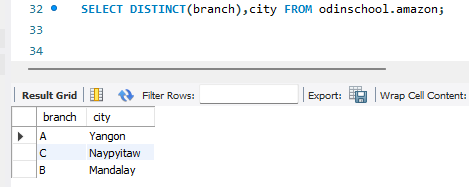 32 SELECT DISTINCT(branch),city FROM odinschool.amazon;
33
34
Result Grid Filter Rows: Export: Wrap Cell Content:
branch city
A Yangon
C Naypyitaw
B Mandalay